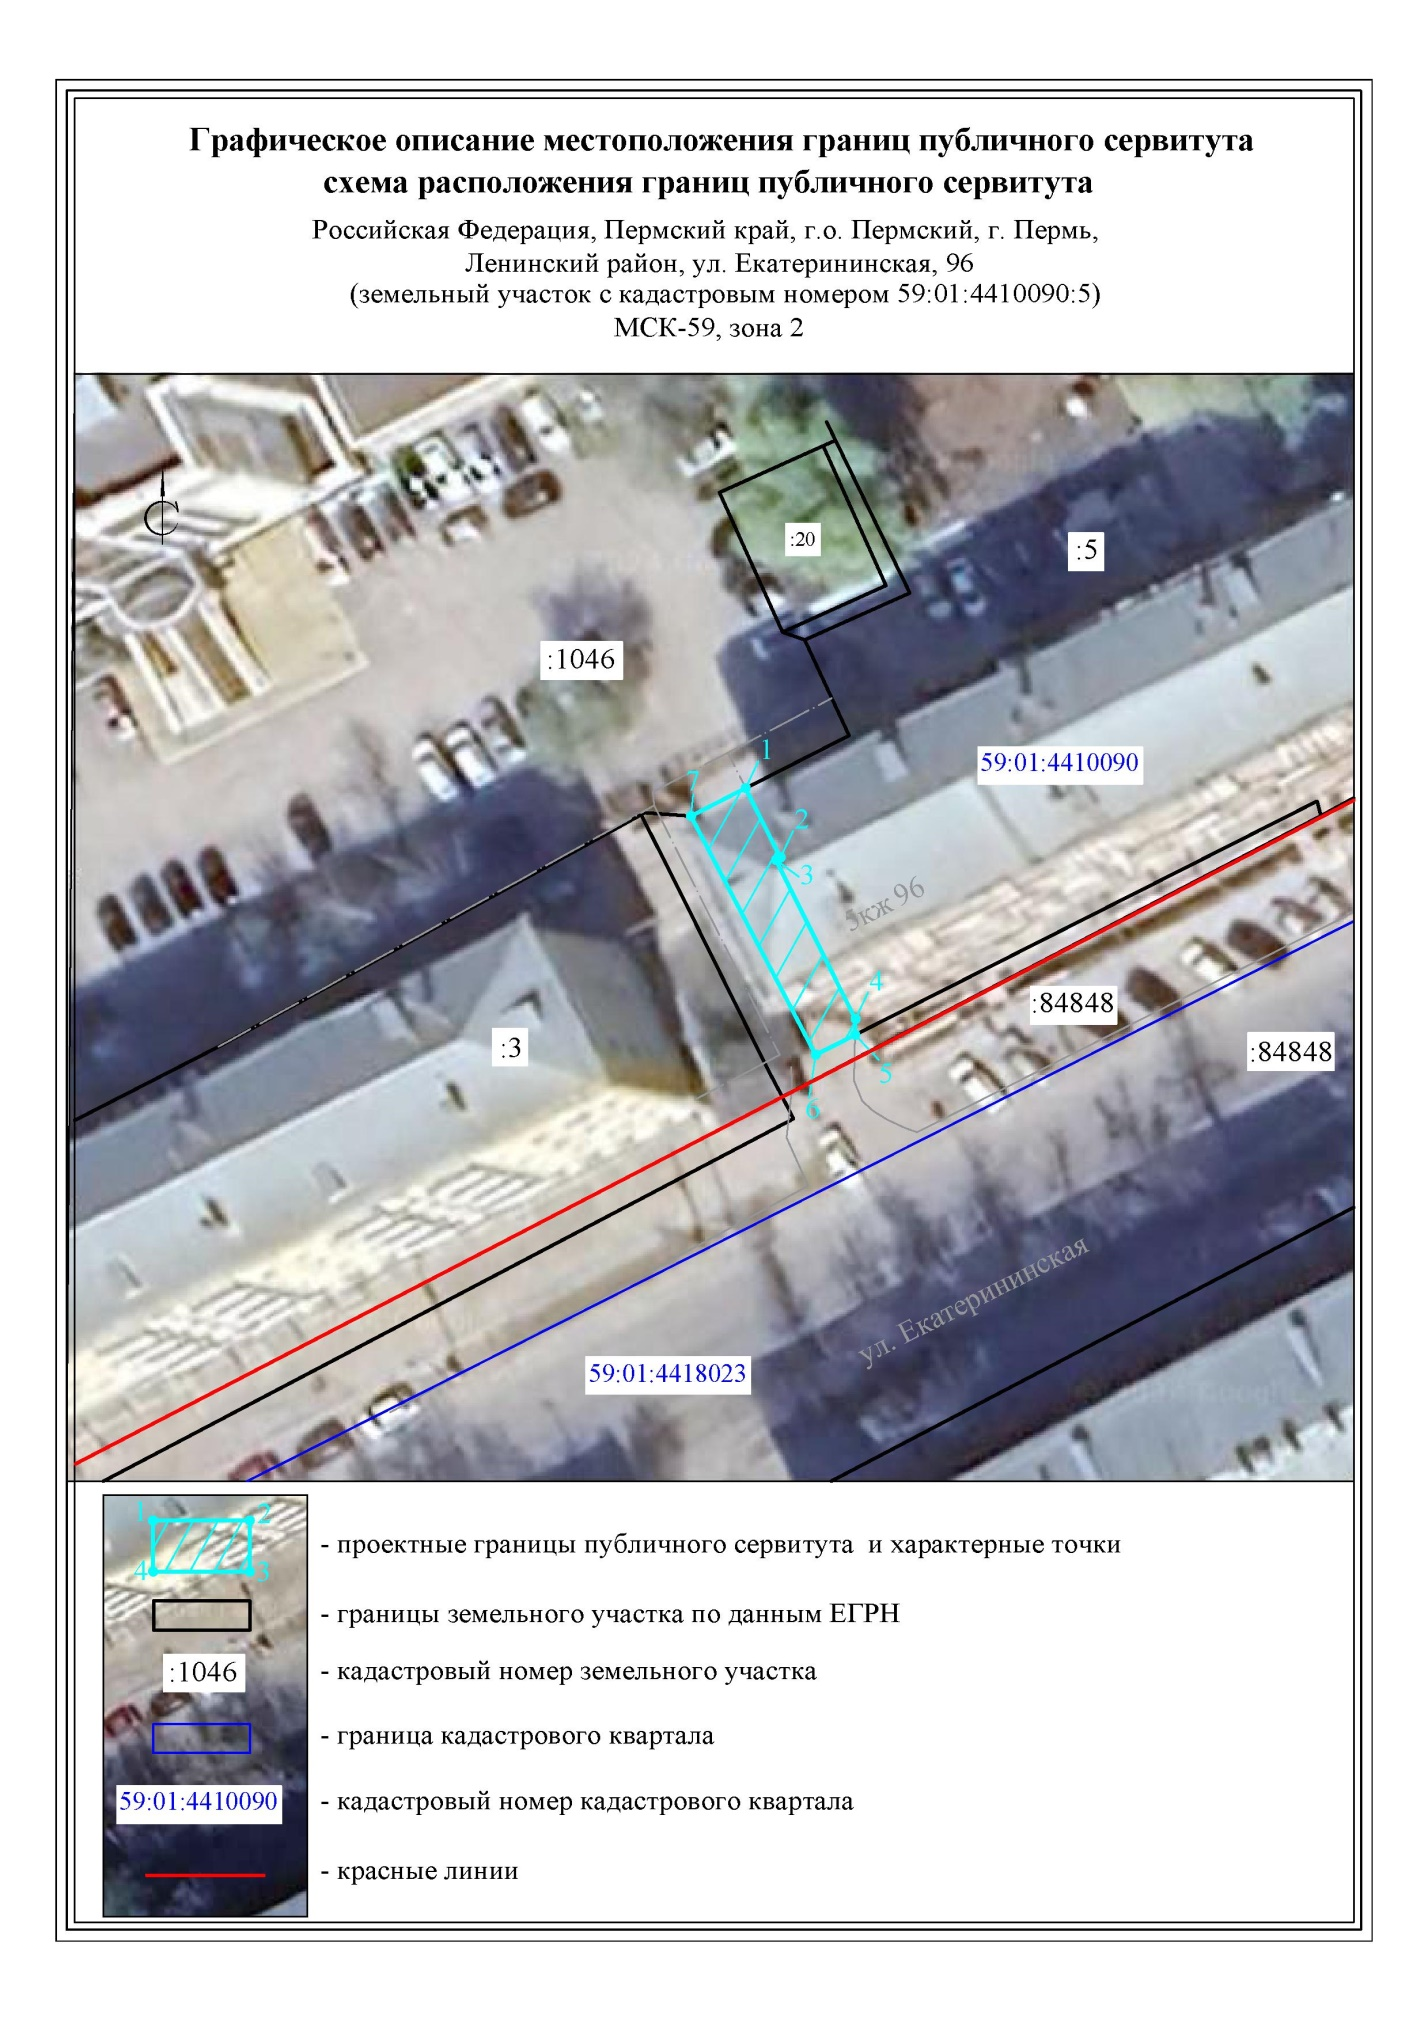 Графическое описание местоположения границ публичного сервитута
схема расположения границ публичного сервитута
Российская Федерация, Пермский край, г.о. Пермский, г. Пермь,
Ленинский район, ул. Екатерининская, 96
(земельный участок с кадастровым номером 59:01:4410090:5)
МСК-59, зона 2
С
:20
:5
:1046
1
59:01:4410090
7
2
3
5кж 96
4
:84848
:3
:84848
5
6
ул. Екатерининская
59:01:4418023
1 2
4 3
- проектные границы публичного сервитута и характерные точки
- границы земельного участка по данным ЕГРН
:1046
- кадастровый номер земельного участка
- граница кадастрового квартала
59:01:4410090
- кадастровый номер кадастрового квартала
- красные линии